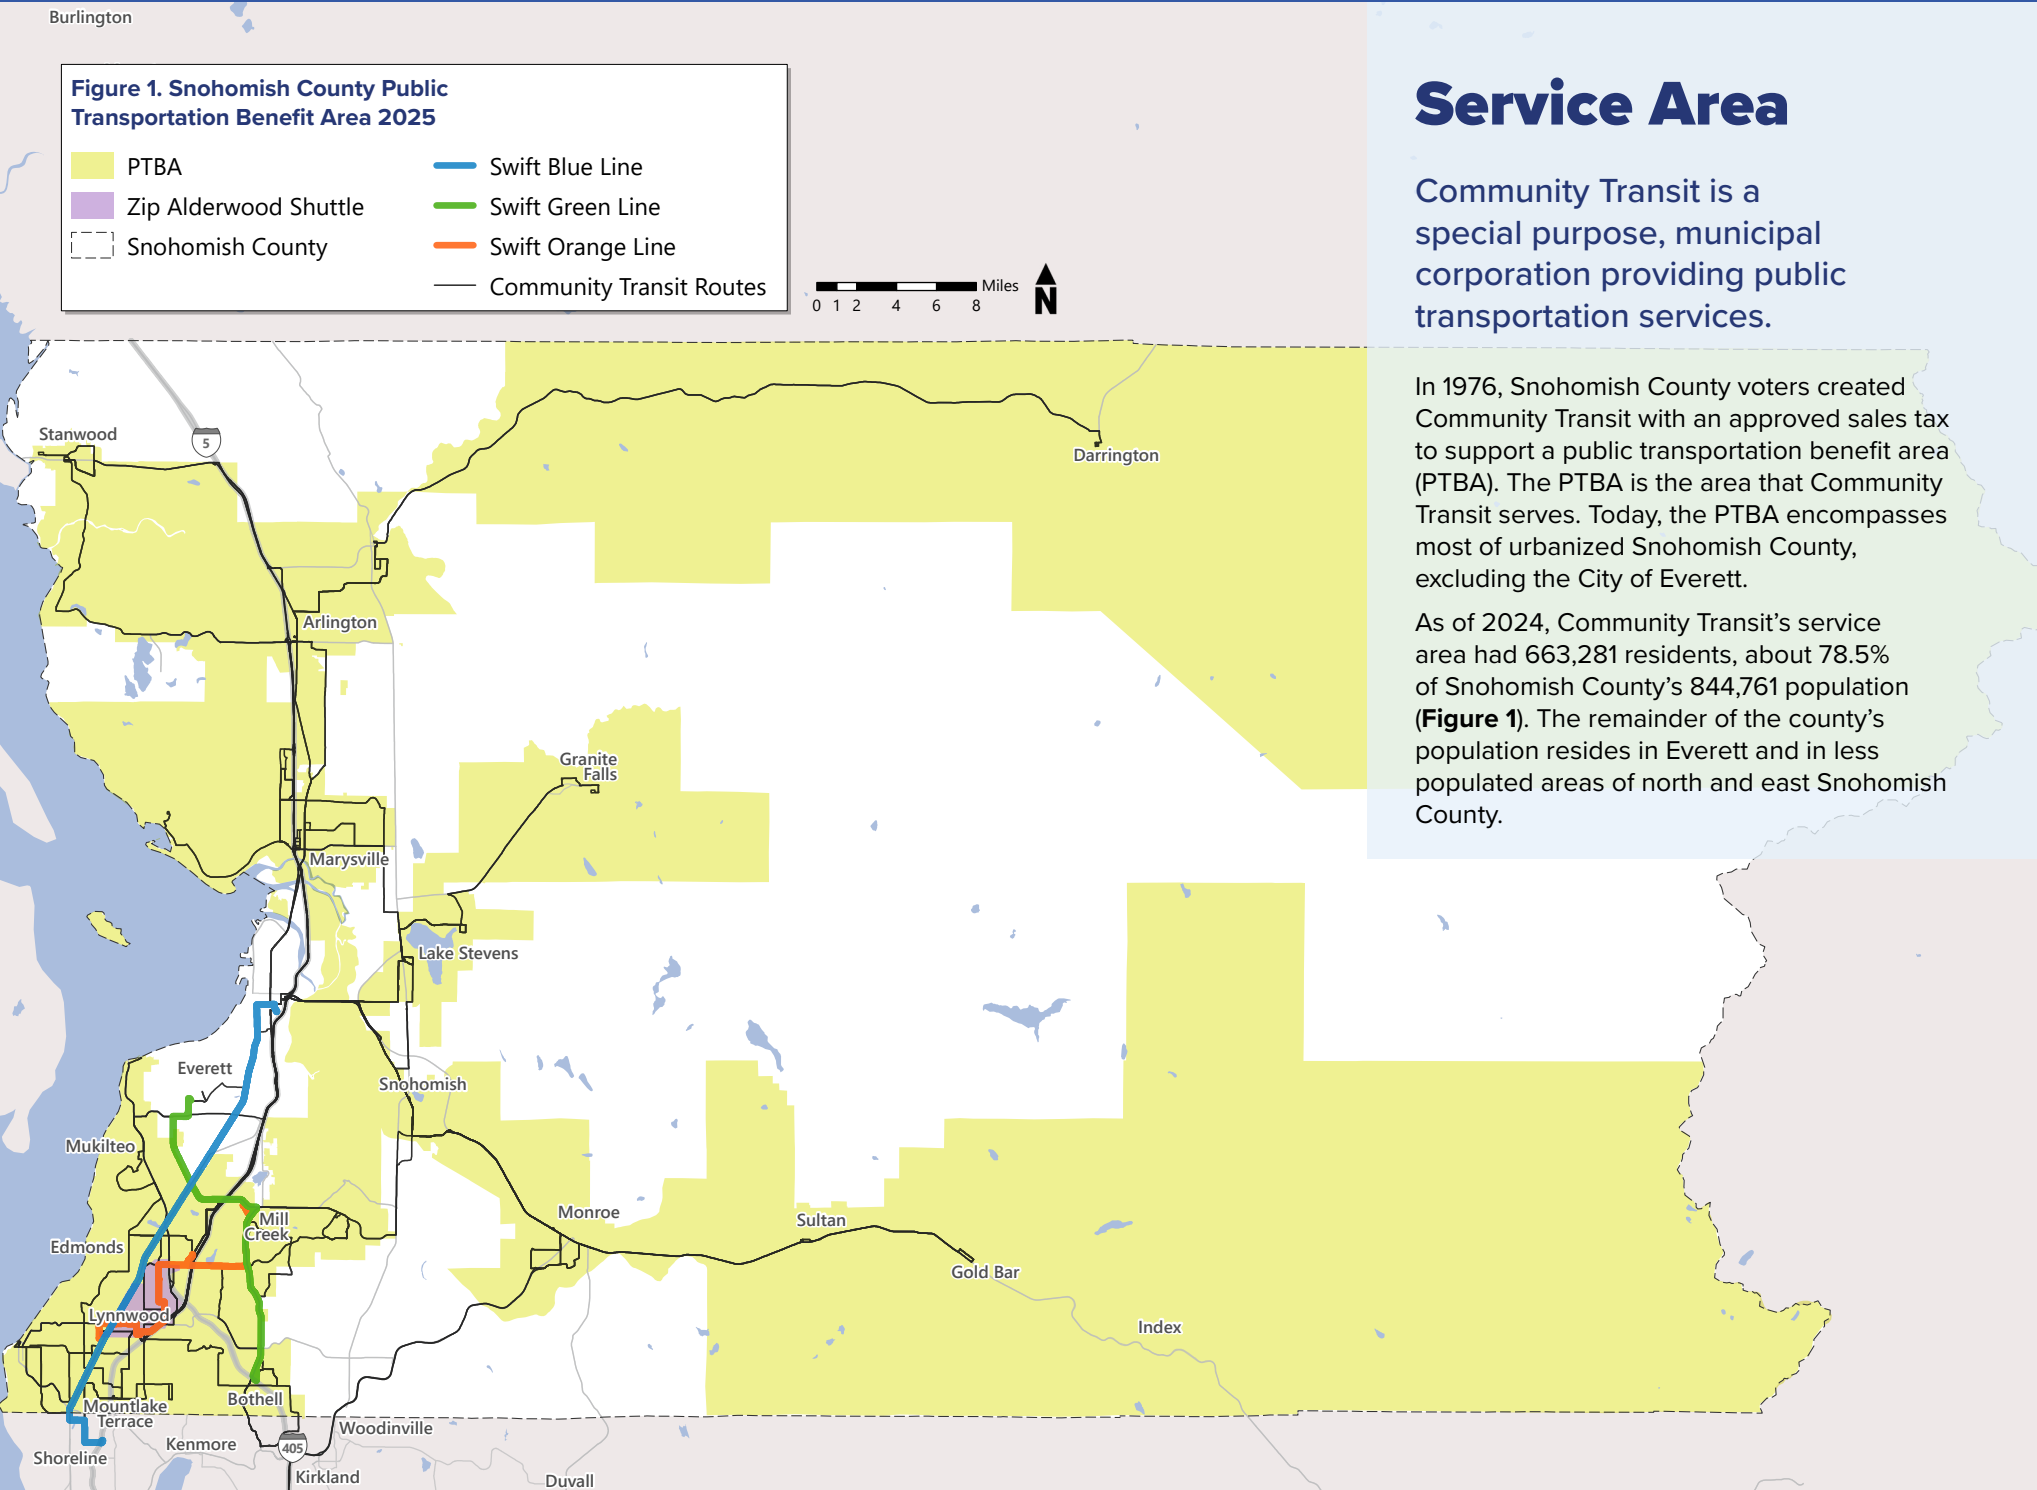 Burlington
Figure 1. Snohomish County Public
Transportation Benefit Area 2025
PTBA
Zip Alderwood Shuttle
Snohomish County
Swift Blue Line
Swift Green Line
Swift Orange Line
Community Transit Routes
Miles
0 1 2 4 6 8
N
Service Area
Community Transit is a
special purpose, municipal
corporation providing public
transportation services.
In 1976, Snohomish County voters created
Community Transit with an approved sales tax
to support a public transportation benefit area
(PTBA). The PTBA is the area that Community
Transit serves. Today, the PTBA encompasses
most of urbanized Snohomish County,
excluding the City of Everett.
As of 2024, Community Transit’s service
area had 663,281 residents, about 78.5%
of Snohomish County’s 844,761 population
(Figure 1). The remainder of the county’s
population resides in Everett and in less
populated areas of north and east Snohomish
County.
Stanwood
5
Darrington
Arlington
Granite
Falls
Marysville
Lake Stevens
Everett
Snohomish
Mukilteo
Mill
Creek
Monroe
Sultan
Edmonds
Gold Bar
Lynnwood
Index
Bothell
Mountlake
Terrace
Woodinville
Kenmore
405
Shoreline
Kirkland
Duvall